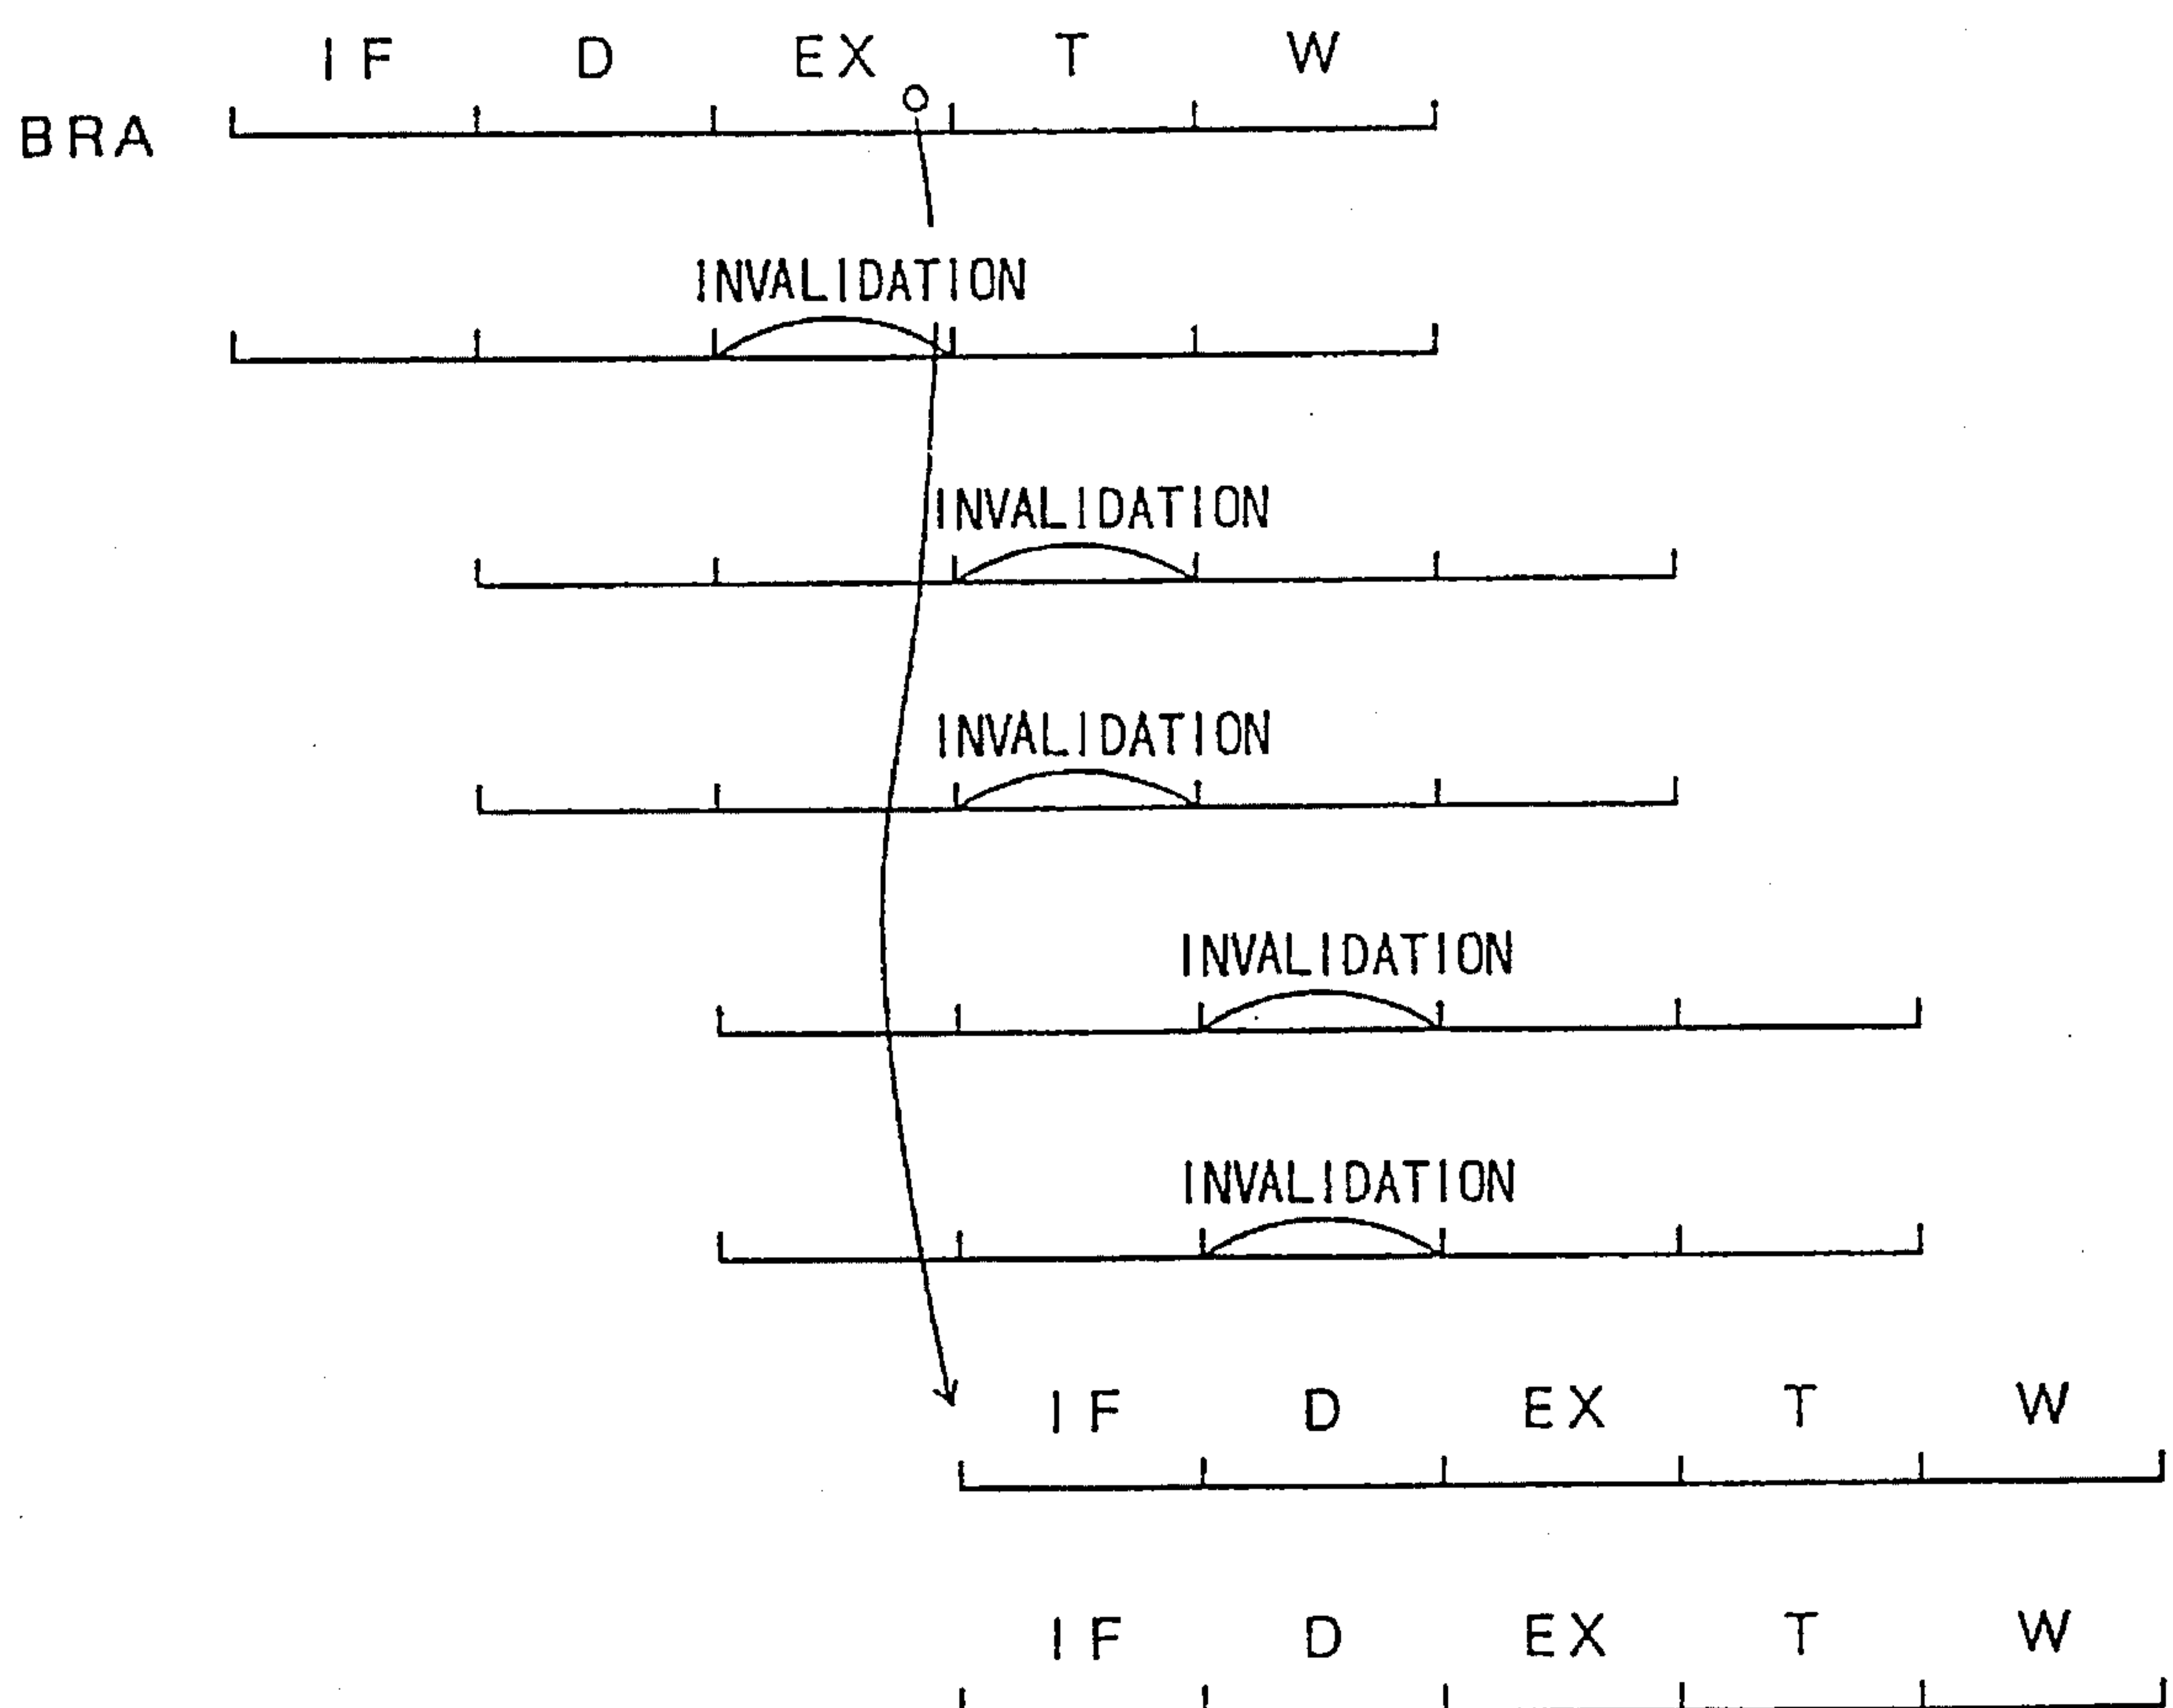 IF D EX T W
BRA
INVALIDATION
INVALIDATION
INVALIDATION
INVALIDATION
INVALIDATION
IF D EX T W
IF D EX T W